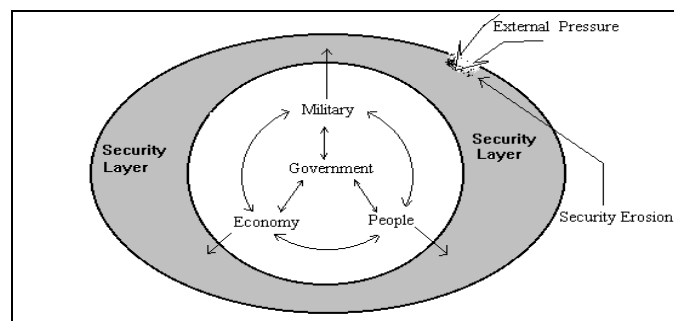 External Pressure
Military
Security
Layer
Security
Layer
Government
Economy
People
Security Erosion